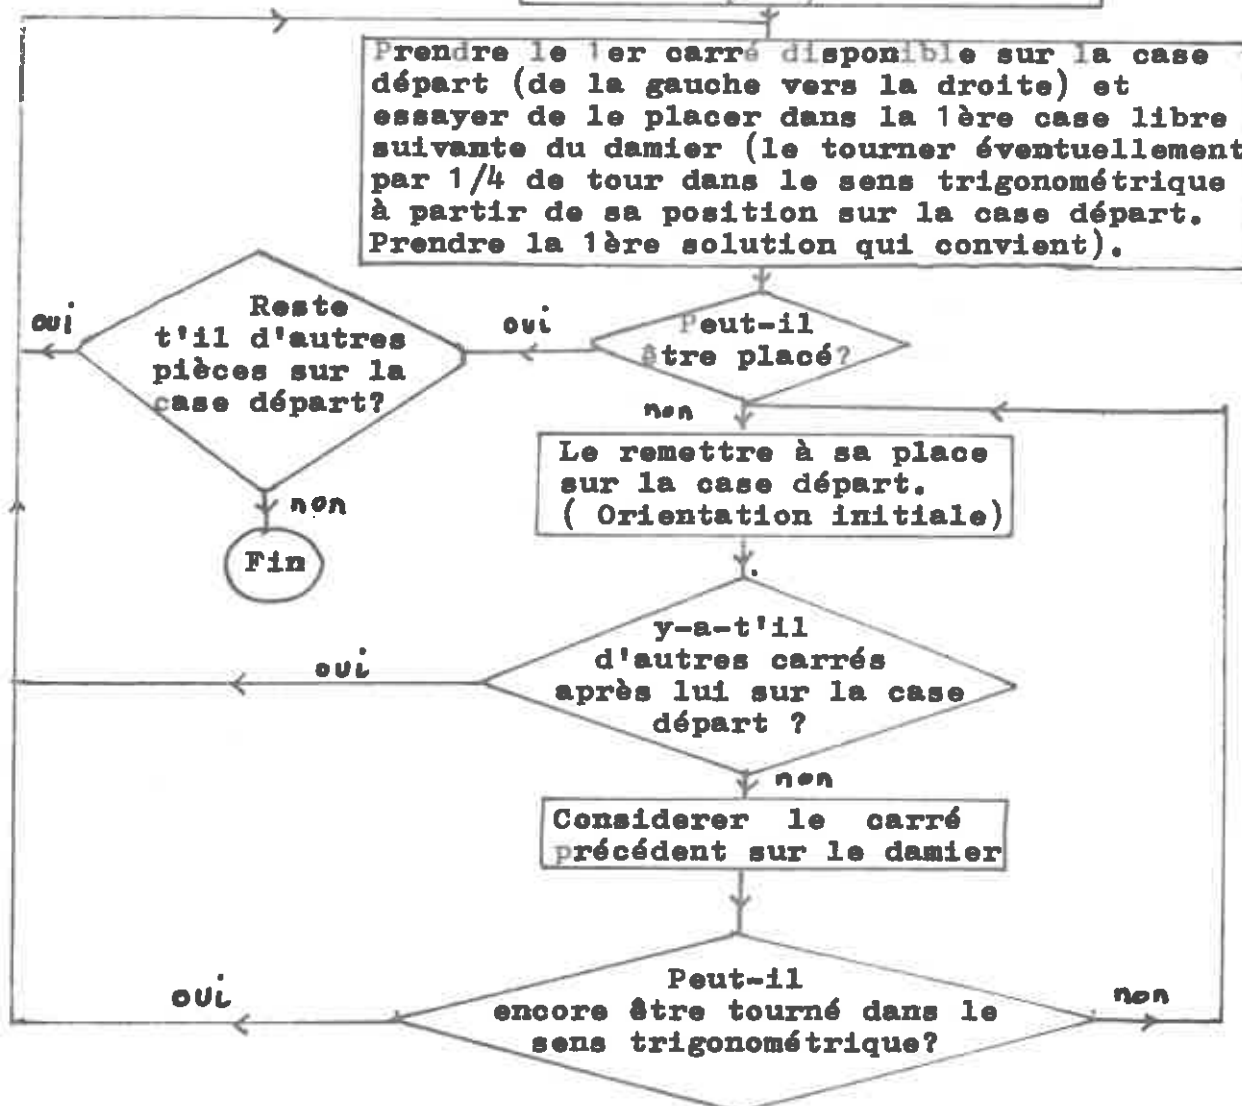 Prendre le 1er carré disponible sur la case
départ (de la gauche vers la droite) et
essayer de le placer dans la 1ère case libre
suivante du damier (le tourner éventuellement
par 1/4 de tour dans le sens trigonométrique
à partir de sa position sur la case départ.
Prendre la 1ère solution qui convient).
Peut-il
être placé?
oui
non
Reste
t'il d'autres
pièces sur la
case départ?
oui
non
Fin
Le remettre à sa place
sur la case départ.
( Orientation initiale)
y-a-t'il
d'autres carrés
après lui sur la case
départ ?
oui
non
Considerer le carré
précédent sur le damier
Peut-il
encore être tourné dans le
sens trigonométrique?
oui
non